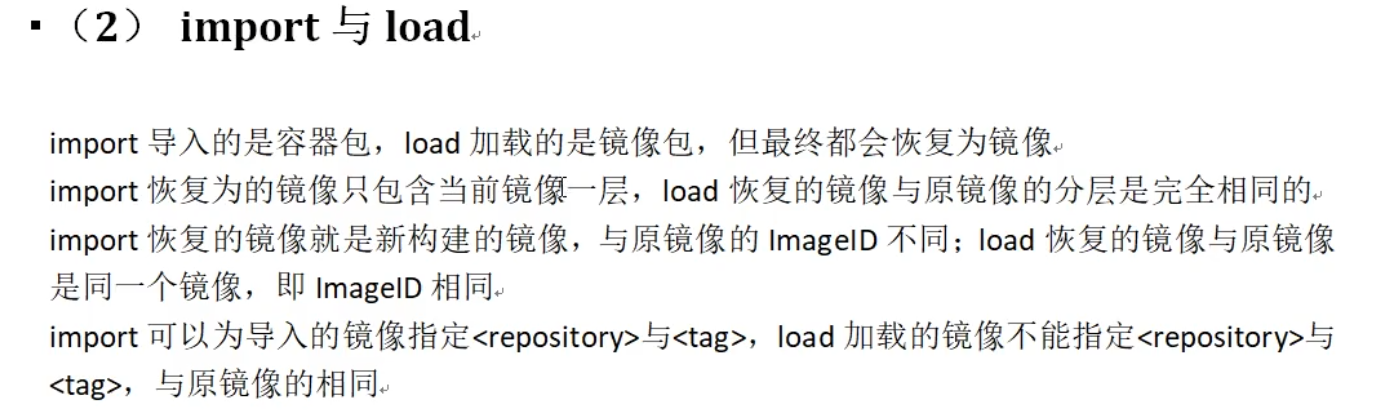 ▪（2） import 与 load
import 导入的是容器包，load 加载的是镜像包，但最终都会恢复为镜像
import 恢复为的镜像只包含当前镜像一层，load 恢复的镜像与原镜像的分层是完全相同的
import 恢复的镜像就是新构建的镜像，与原镜像的 ImageID 不同；load 恢复的镜像与原镜像
是同一个镜像，即 ImageID 相同
import 可以为导入的镜像指定<repository>与<tag>，load 加载的镜像不能指定<repository>与
<tag>，与原镜像的相同